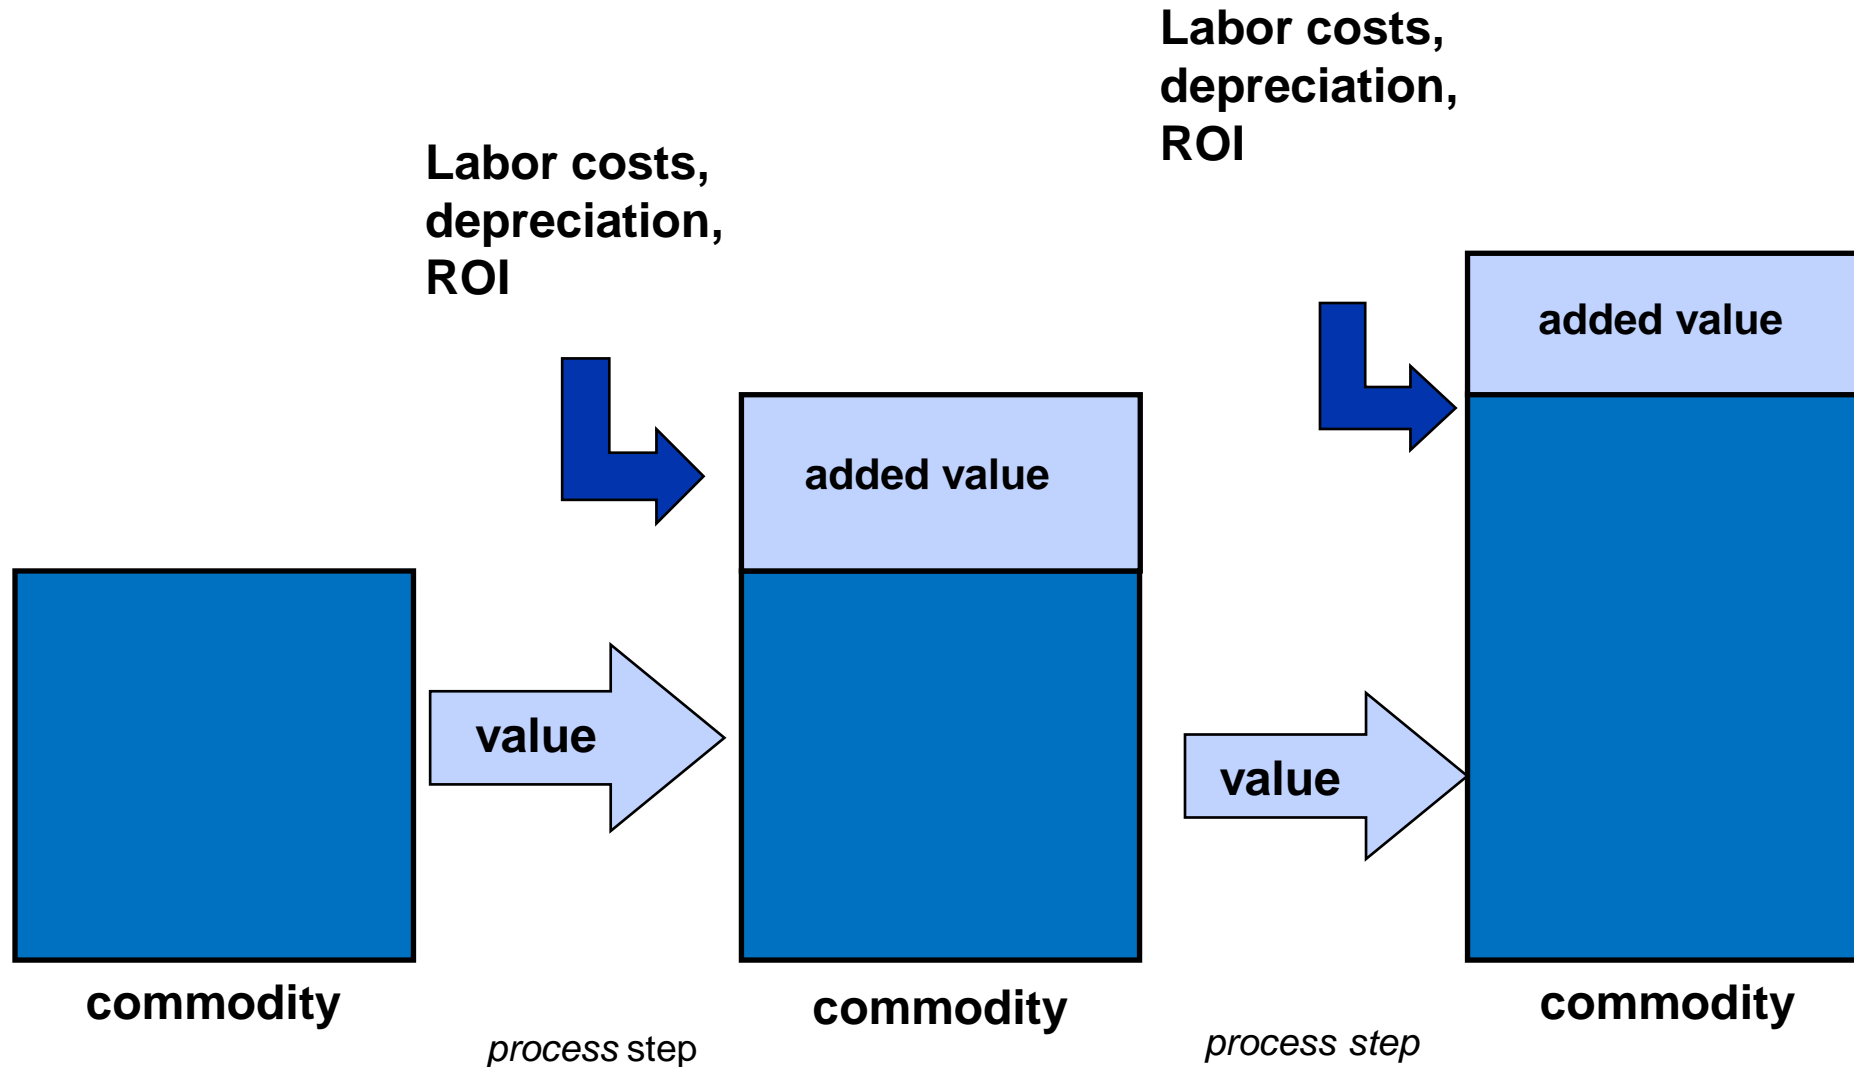 Labor costs,
depreciation,
ROI
Labor costs,
depreciation,
ROI
added value
added value
value
value
commodity
process step
commodity
process step
commodity